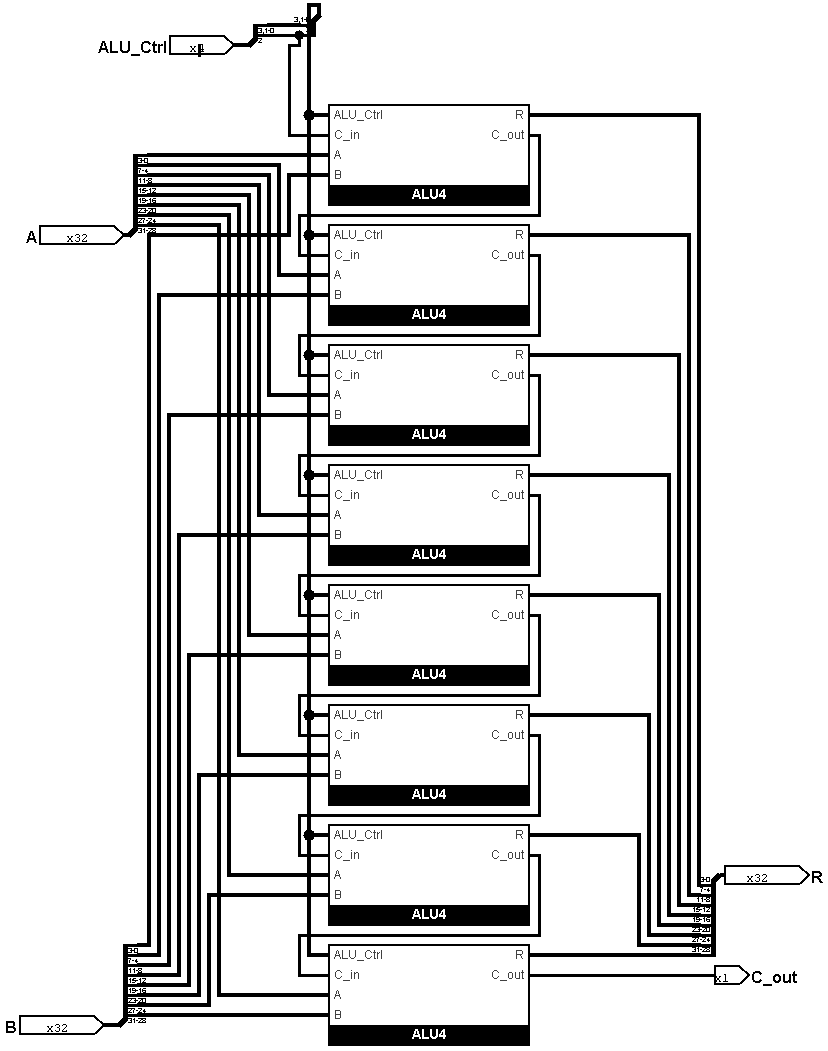 3,1-0
ALU_Ctrl
3,1-0
2
ALU_Ctrl R
C_in C_out
A
B
ALU4
3-0
7-4
11-8
15-12
19-16
23-20
27-24
31-28
A x32
ALU_Ctrl R
C_in C_out
A
B
ALU4
ALU_Ctrl R
C_in C_out
A
B
ALU4
ALU_Ctrl R
C_in C_out
A
B
ALU4
ALU_Ctrl R
C_in C_out
A
B
ALU4
ALU_Ctrl R
C_in C_out
A
B
ALU4
ALU_Ctrl R
C_in C_out
A
B
ALU4
x32 R
3-0
7-4
11-8
15-12
19-16
23-20
27-24
31-28
ALU_Ctrl R
C_in C_out
A
B
ALU4
x1 C_out
3-0
7-4
11-8
15-12
19-16
23-20
27-24
31-28
B x32